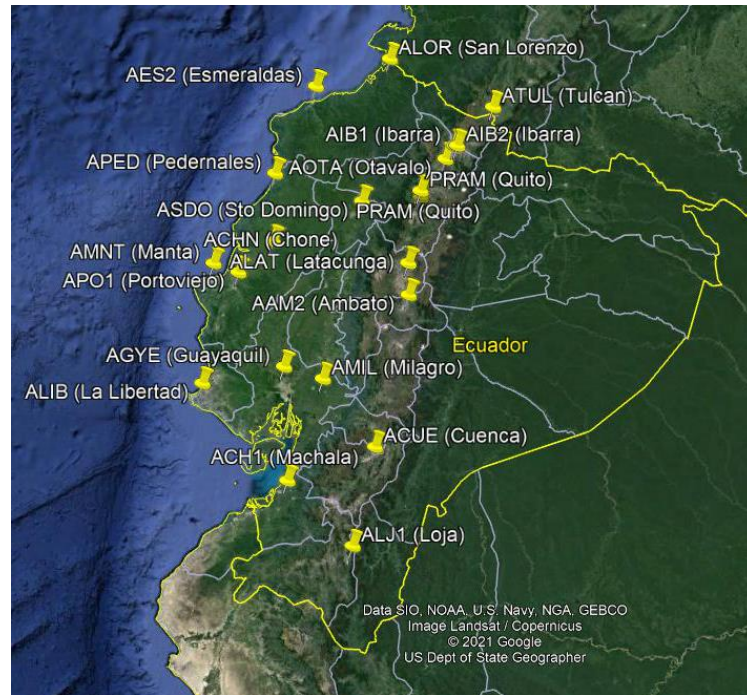 ALOR (San Lorenzo)
AES2 (Esmeraldas)
ATUL (Tulcan)
AIB1 (Ibarra)
AIB2 (Ibarra)
APED (Pedernales)
AOTA (Otavalo)
PRAM (Quito)
ASDO (Sto Domingo)
PRAM (Quito)
ACHN (Chone)
AMNT (Manta)
ALAT (Latacunga)
APO1 (Portoviejo)
AAM2 (Ambato)
Ecuador
AGYE (Guayaquil)
AMIL (Milagro)
ALIB (La Libertad)
ACUE (Cuenca)
ACH1 (Machala)
ALJ1 (Loja)
Data SIO, NOAA, U.S. Navy, NGA, GEBCO
Image Landsat / Copernicus
© 2021 Google
US Dept of State Geographer